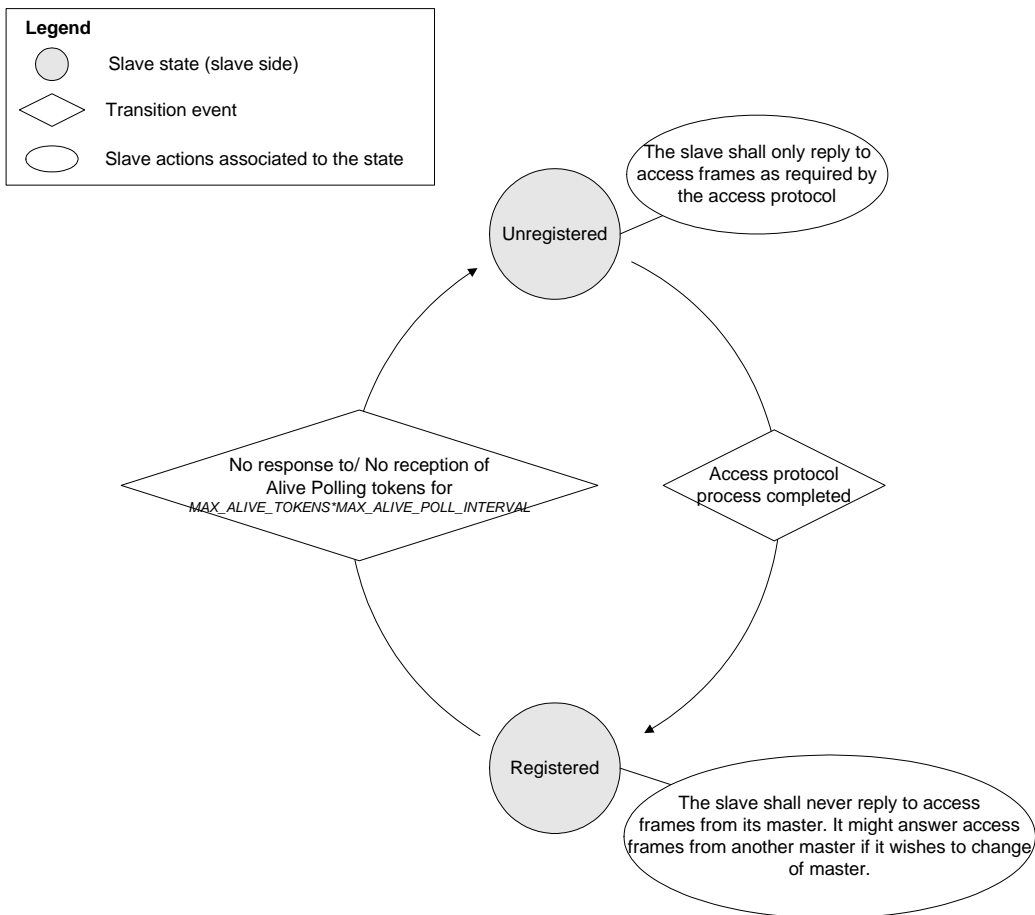 Legend
Slave state (slave side)
Transition event
Slave actions associated to the state
The slave shall only reply to
access frames as required by
the access protocol
Unregistered
No response to/ No reception of
Alive Polling tokens for
MAX_ALIVE_TOKENS*MAX_ALIVE_POLL_INTERVAL
Access protocol
process completed
Registered
The slave shall never reply to access
frames from its master. It might answer access
frames from another master if it wishes to change
of master.